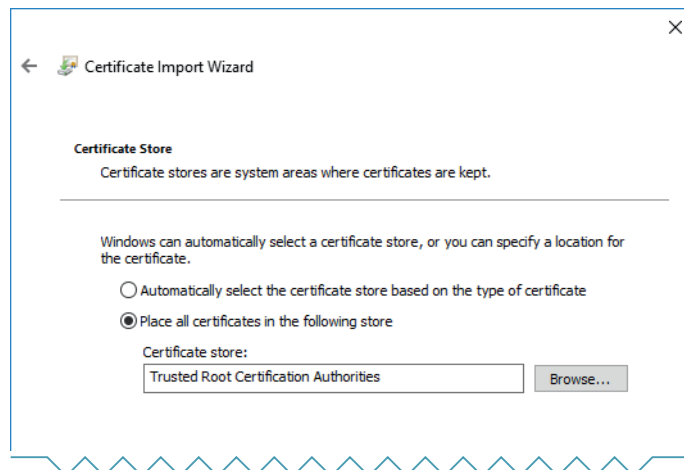 Certificate Import Wizard
Certificate Store
Certificate stores are system areas where certificates are kept.
Windows can automatically select a certificate store, or you can specify a location for
the certificate.
Automatically select the certificate store based on the type of certificate
Place all certificates in the following store
Certificate store:
Trusted Root Certification Authorities
Browse...